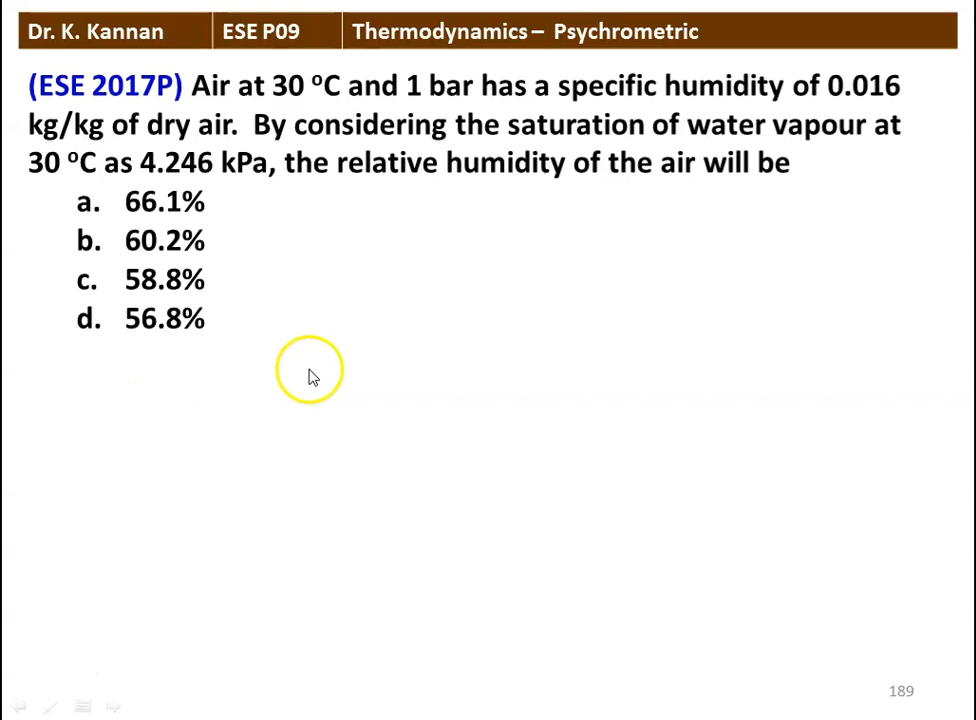 Dr. K. Kannan ESE P09 Thermodynamics – Psychrometric
(ESE 2017P) Air at 30 ºC and 1 bar has a specific humidity of 0.016
kg/kg of dry air. By considering the saturation of water vapour at
30 ºC as 4.246 kPa, the relative humidity of the air will be
a. 66.1%
b. 60.2%
c. 58.8%
d. 56.8%
189